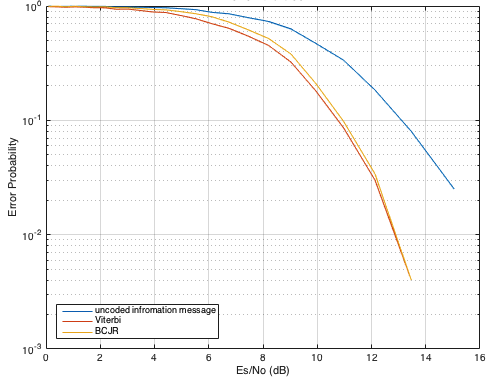 10^0
10^-1
10^-2
10^-3
Error Probability
0 2 4 6 8 10 12 14 16
Es/No (dB)
uncoded infromation message
Viterbi
BCJR